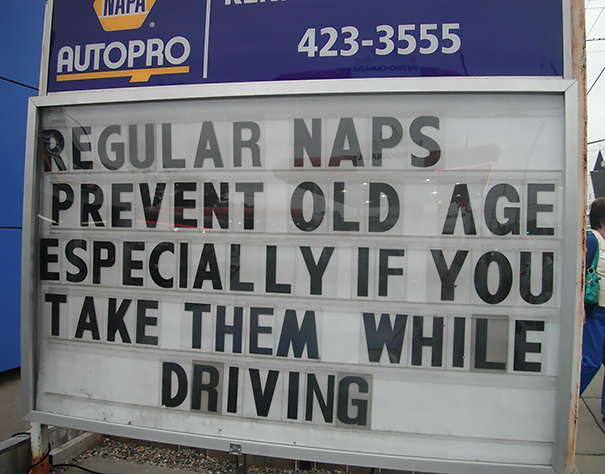 NAPA
AUTOPRO
423-3555
REGULAR NAPS
PREVENT OLD AGE
ESPECIALLY IF YOU
TAKE THEM WHILE
DRIVING